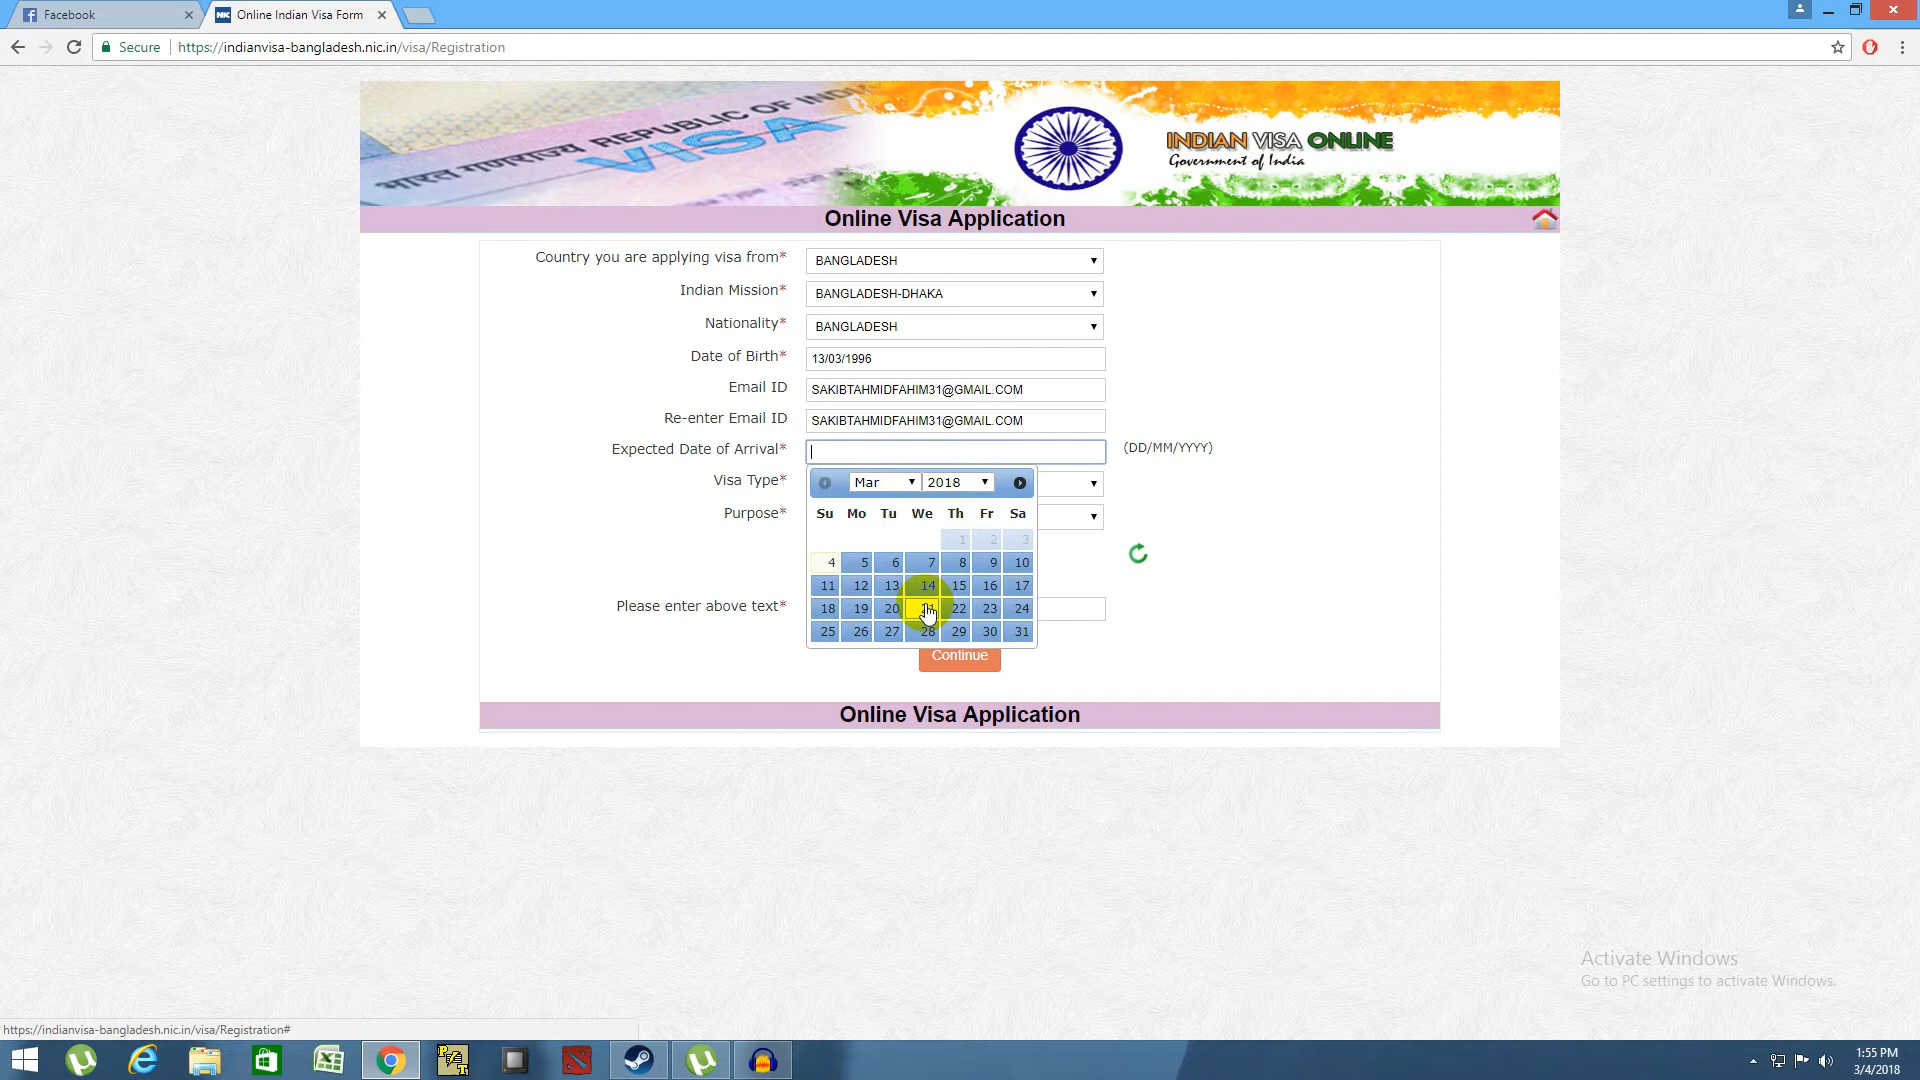 Facebook
Online Indian Visa Form
Secure
https://indianvisa-bangladesh.nic.in/visa/Registration
भारत गणराज्य REPUBLIC OF INDIA
VISA
INDIAN VISA ONLINE
Government of India
Online Visa Application
Country you are applying visa from*
BANGLADESH
Indian Mission*
BANGLADESH-DHAKA
Nationality*
BANGLADESH
Date of Birth*
13/03/1996
Email ID
SAKIBTAHMIDFAHIM31@GMAIL.COM
Re-enter Email ID
SAKIBTAHMIDFAHIM31@GMAIL.COM
Expected Date of Arrival*
(DD/MM/YYYY)
Visa Type*
Mar 2018
Purpose*
Su Mo Tu We Th Fr Sa
1 2 3
4 5 6 7 8 9 10
11 12 13 14 15 16 17
Please enter above text*
18 19 20 21 22 23 24
25 26 27 28 29 30 31
Continue
Online Visa Application
Activate Windows
Go to PC settings to activate Windows.
https://indianvisa-bangladesh.nic.in/visa/Registration#
1:55 PM
3/4/2018